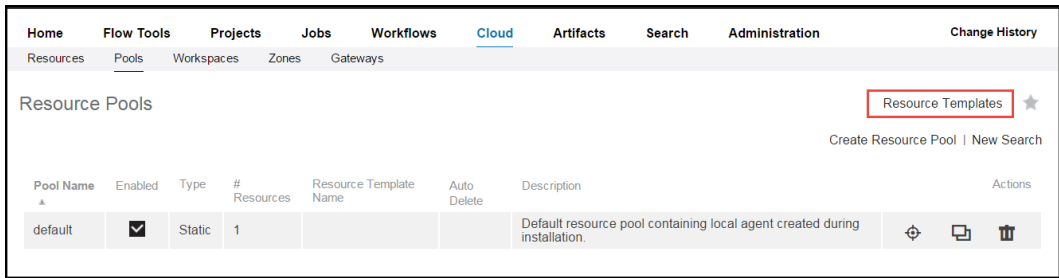 Home Flow Tools Projects Jobs Workflows Cloud Artifacts Search Administration Change History
Resources Pools Workspaces Zones Gateways
Resource Pools
Resource Templates
Create Resource Pool | New Search
Pool Name Enabled Type # Resources Resource Template Name Auto Delete Description Actions
default Static 1 Default resource pool containing local agent created during
installation.